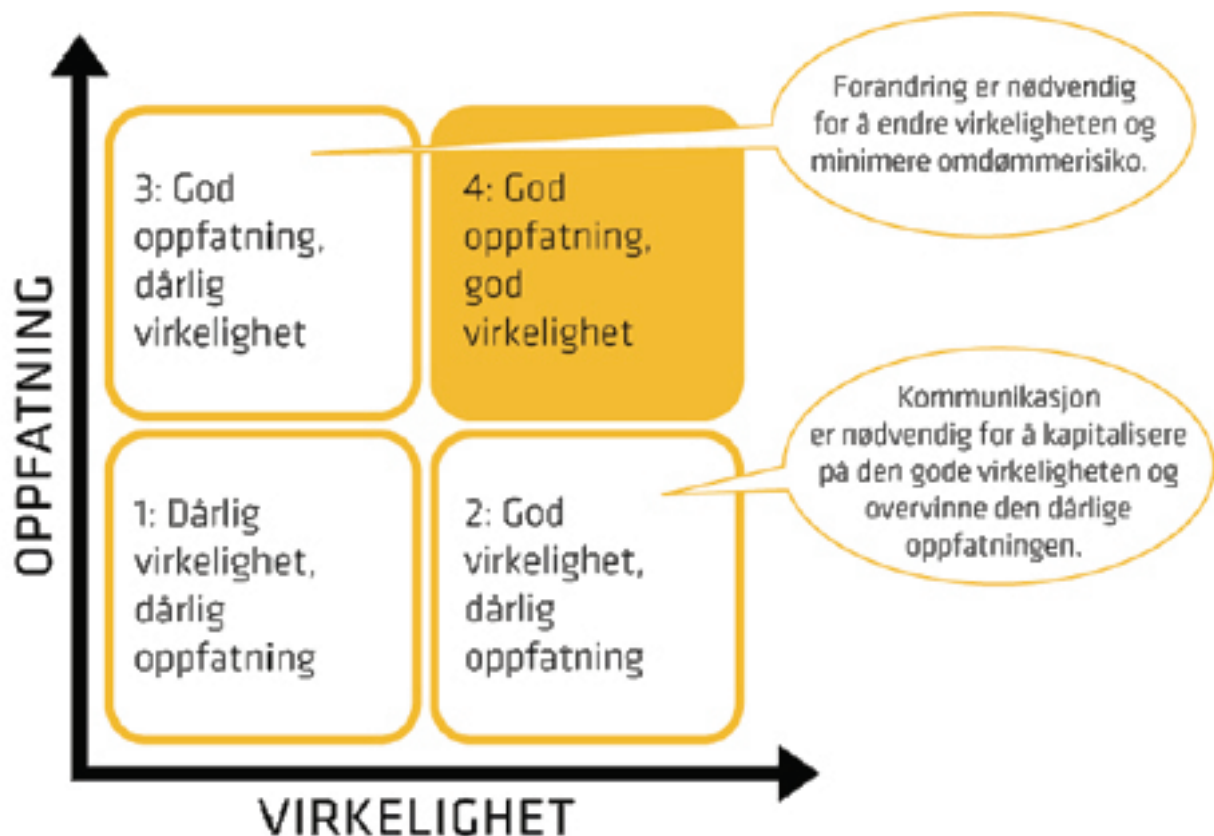 OPPFATNING
3: God
oppfatning,
dårlig
virkelighet
4: God
oppfatning,
god
virkelighet
Forandring er nødvendig
for å endre virkeligheten og
minimere omdømmerisiko.
1: Dårlig
virkelighet,
dårlig
oppfatning
2: God
virkelighet,
dårlig
oppfatning
Kommunikasjon
er nødvendig for å kapitalisere
på den gode virkeligheten og
overvinne den dårlige
oppfatningen.
VIRKELIGHET